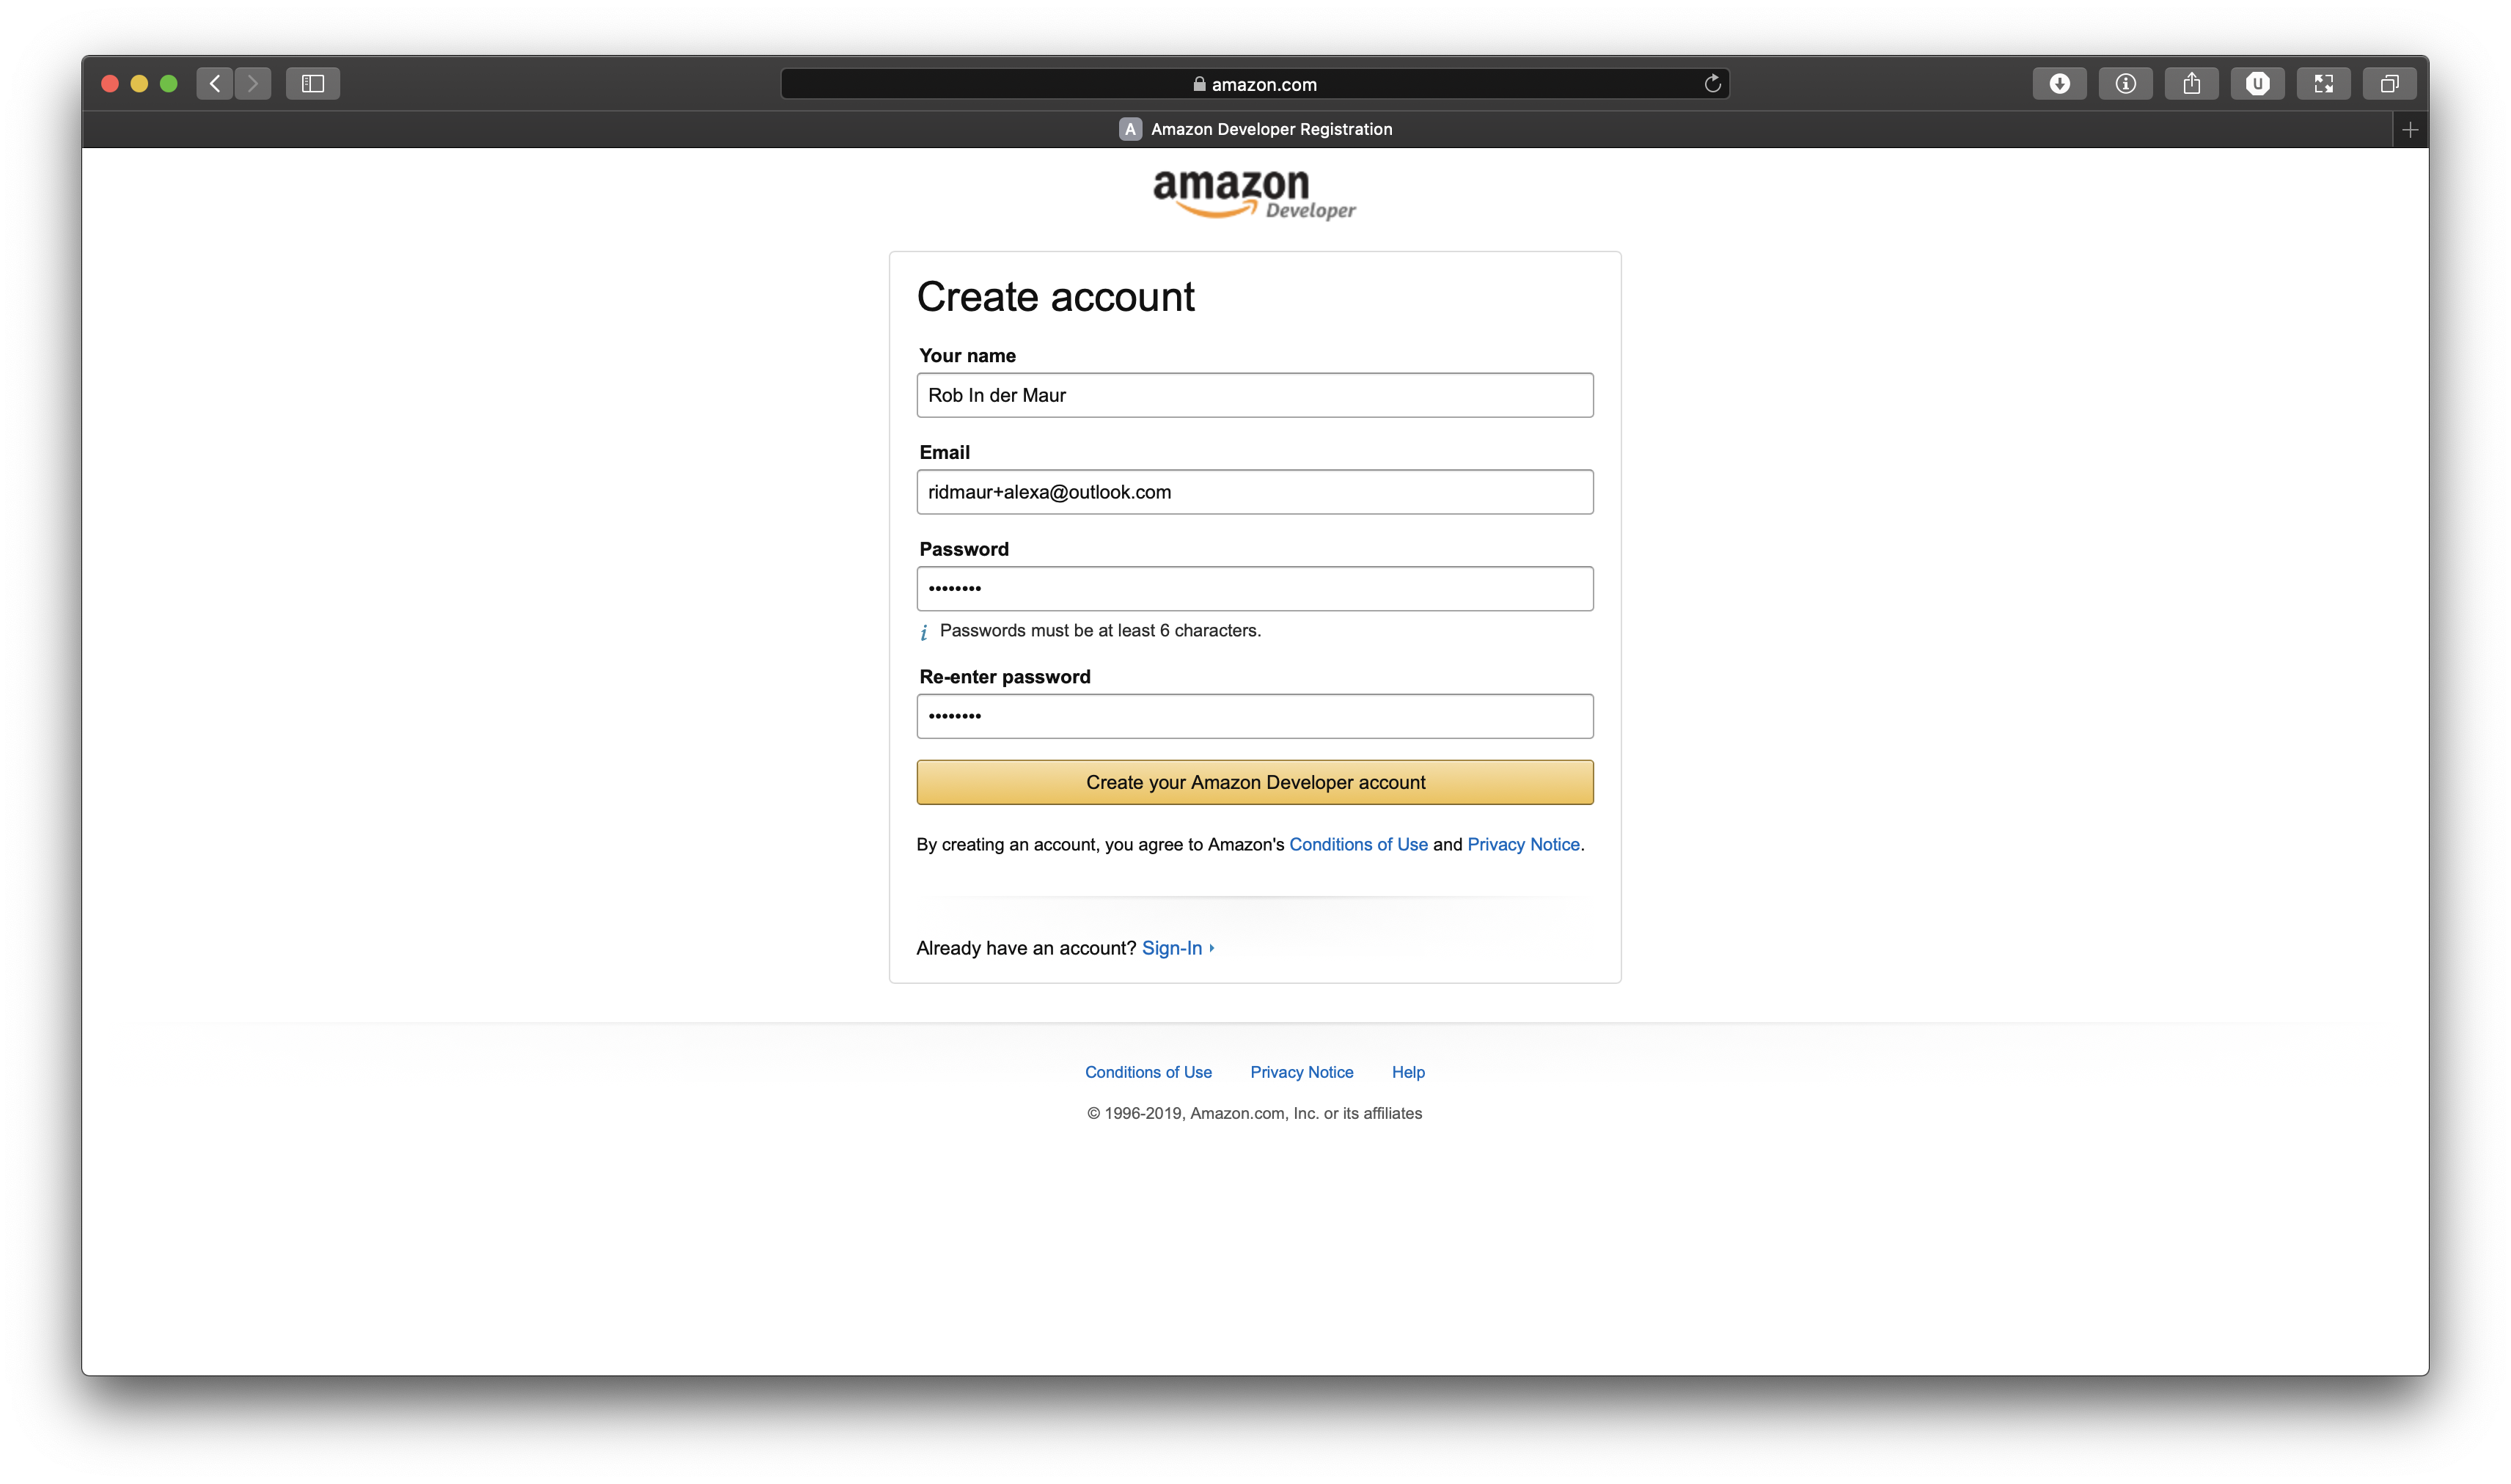 amazon.com
A Amazon Developer Registration
amazon
Developer
Create account
Your name
Rob In der Maur
Email
ridmaur+alexa@outlook.com
Password
••••••••
i Passwords must be at least 6 characters.
Re-enter password
••••••••
Create your Amazon Developer account
By creating an account, you agree to Amazon's Conditions of Use and Privacy Notice.
Already have an account? Sign-In
Conditions of Use Privacy Notice Help
© 1996-2019, Amazon.com, Inc. or its affiliates